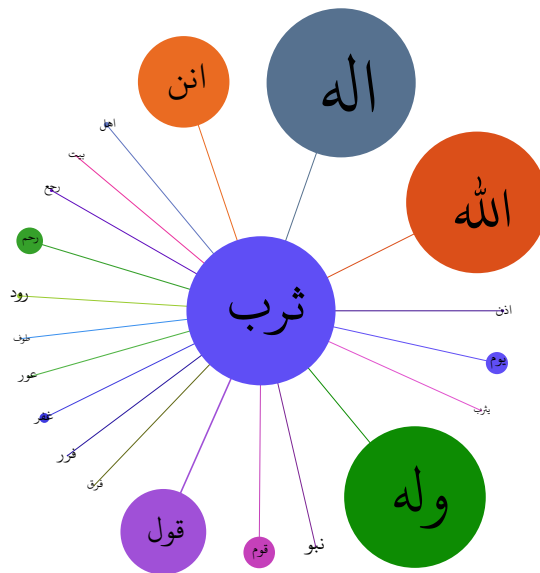 اله
انن
اهل
بيت
الله
رجع
رحم
رود
ثرب
اذن
طوف
يوم
عور
يثرب
غفر
فرر
فرق
وله
قول
نبو
قوم